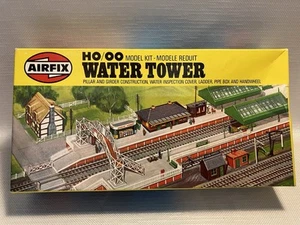 AIRFIX
HO/OO MODEL KIT - MODELE REDUIT
WATER TOWER
PILLAR AND GIRDER CONSTRUCTION, WATER INSPECTION COVER, LADDER, PIPE BOX AND HANDWHEEL